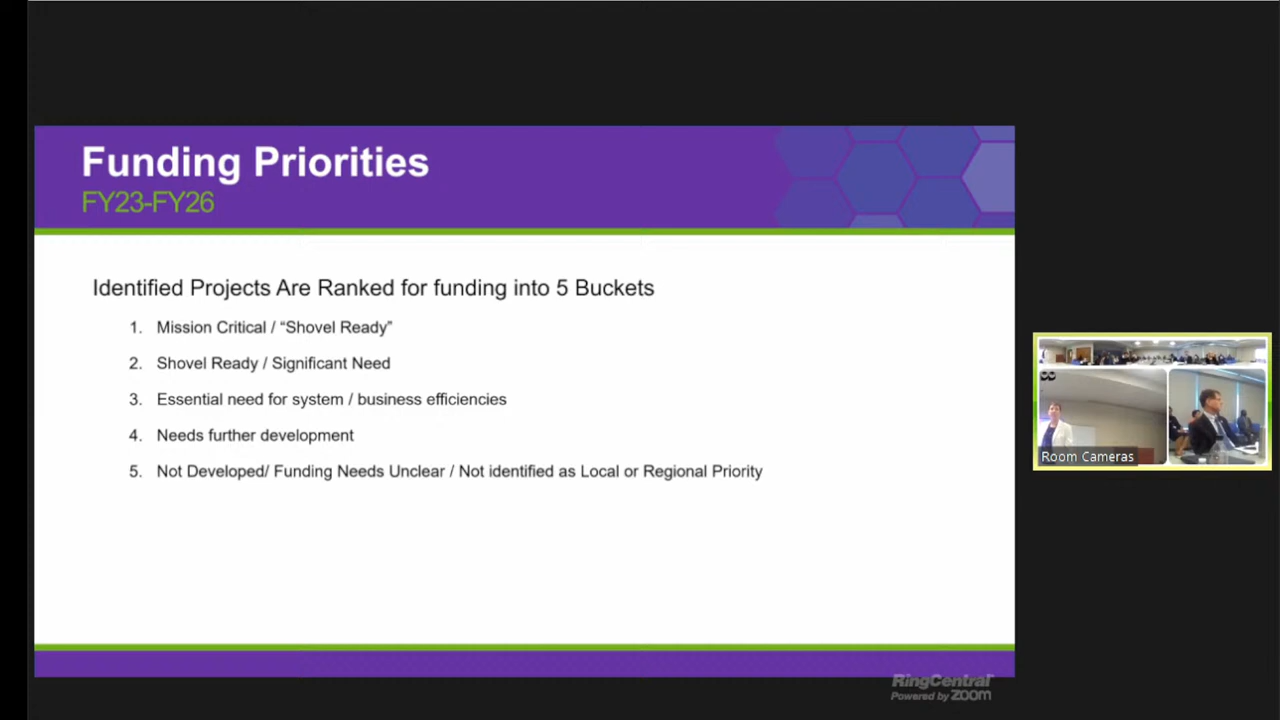 Funding Priorities
FY23-FY26
Identified Projects Are Ranked for funding into 5 Buckets
1. Mission Critical / “Shovel Ready”
2. Shovel Ready / Significant Need
3. Essential need for system / business efficiencies
4. Needs further development
5. Not Developed/ Funding Needs Unclear / Not identified as Local or Regional Priority
Room Cameras
RingCentral
Powered by zoom